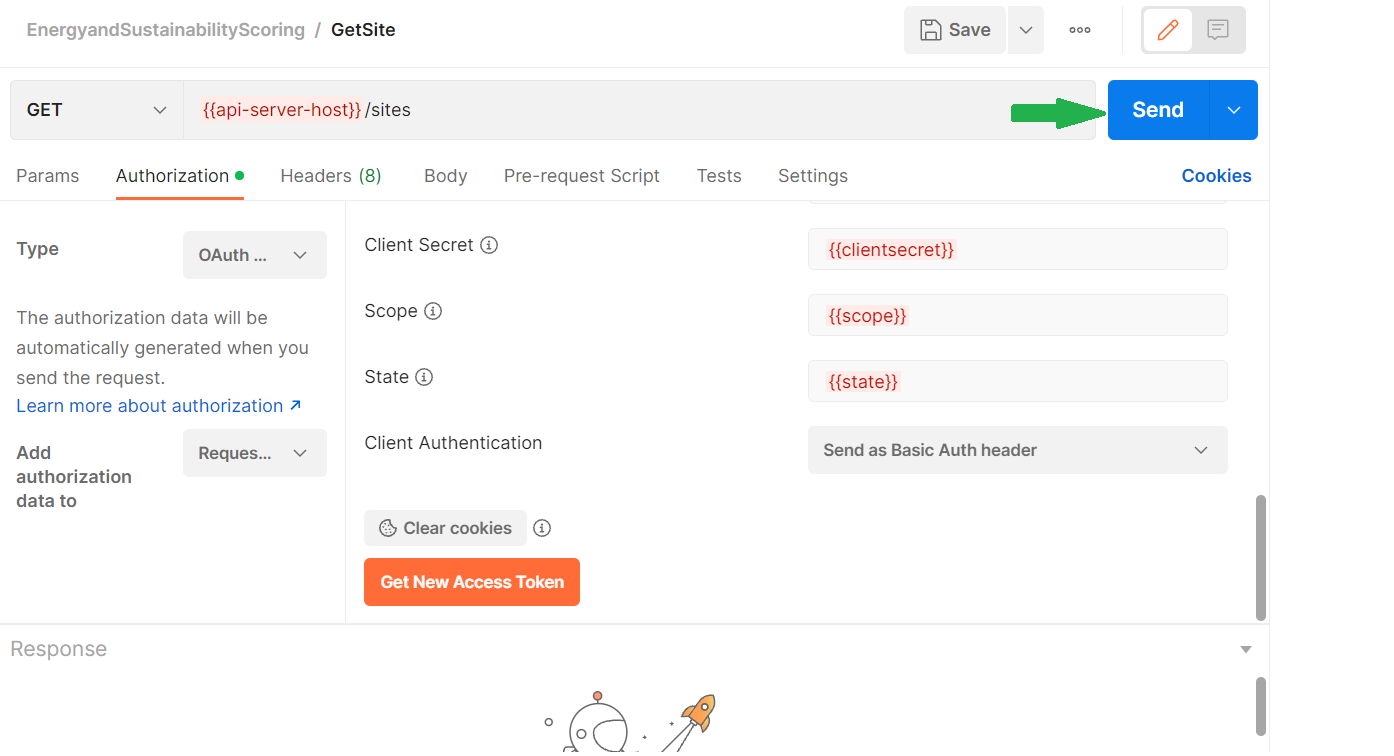 EnergyandSustainabilityScoring / GetSite
Save
GET
{{api-server-host}}/sites
Send
Params
Authorization
Headers (8)
Body
Pre-request Script
Tests
Settings
Cookies
Type
OAuth ...
The authorization data will be
automatically generated when you
send the request.
Learn more about authorization ↗
Add
authorization
data to
Reques...
Client Secret
{{clientsecret}}
Scope
{{scope}}
State
{{state}}
Client Authentication
Send as Basic Auth header
Clear cookies
Get New Access Token
Response